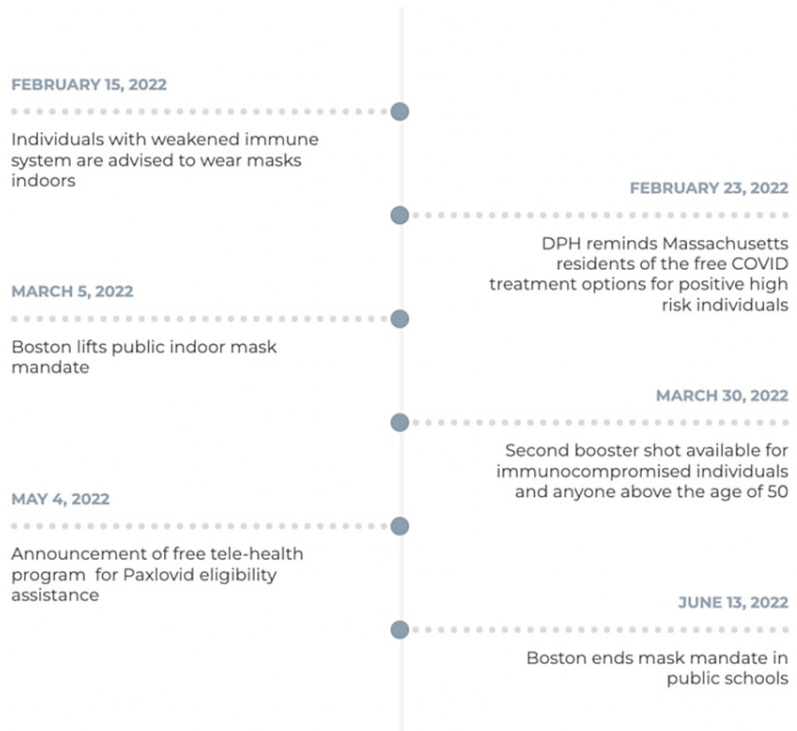 FEBRUARY 15, 2022
Individuals with weakened immune
system are advised to wear masks
indoors
FEBRUARY 23, 2022
DPH reminds Massachusetts
residents of the free COVID
treatment options for positive high
risk individuals
MARCH 5, 2022
Boston lifts public indoor mask
mandate
MARCH 30, 2022
Second booster shot available for
immunocompromised individuals
and anyone above the age of 50
MAY 4, 2022
Announcement of free tele-health
program  for Paxlovid eligibility
assistance
JUNE 13, 2022
Boston ends mask mandate in
public schools